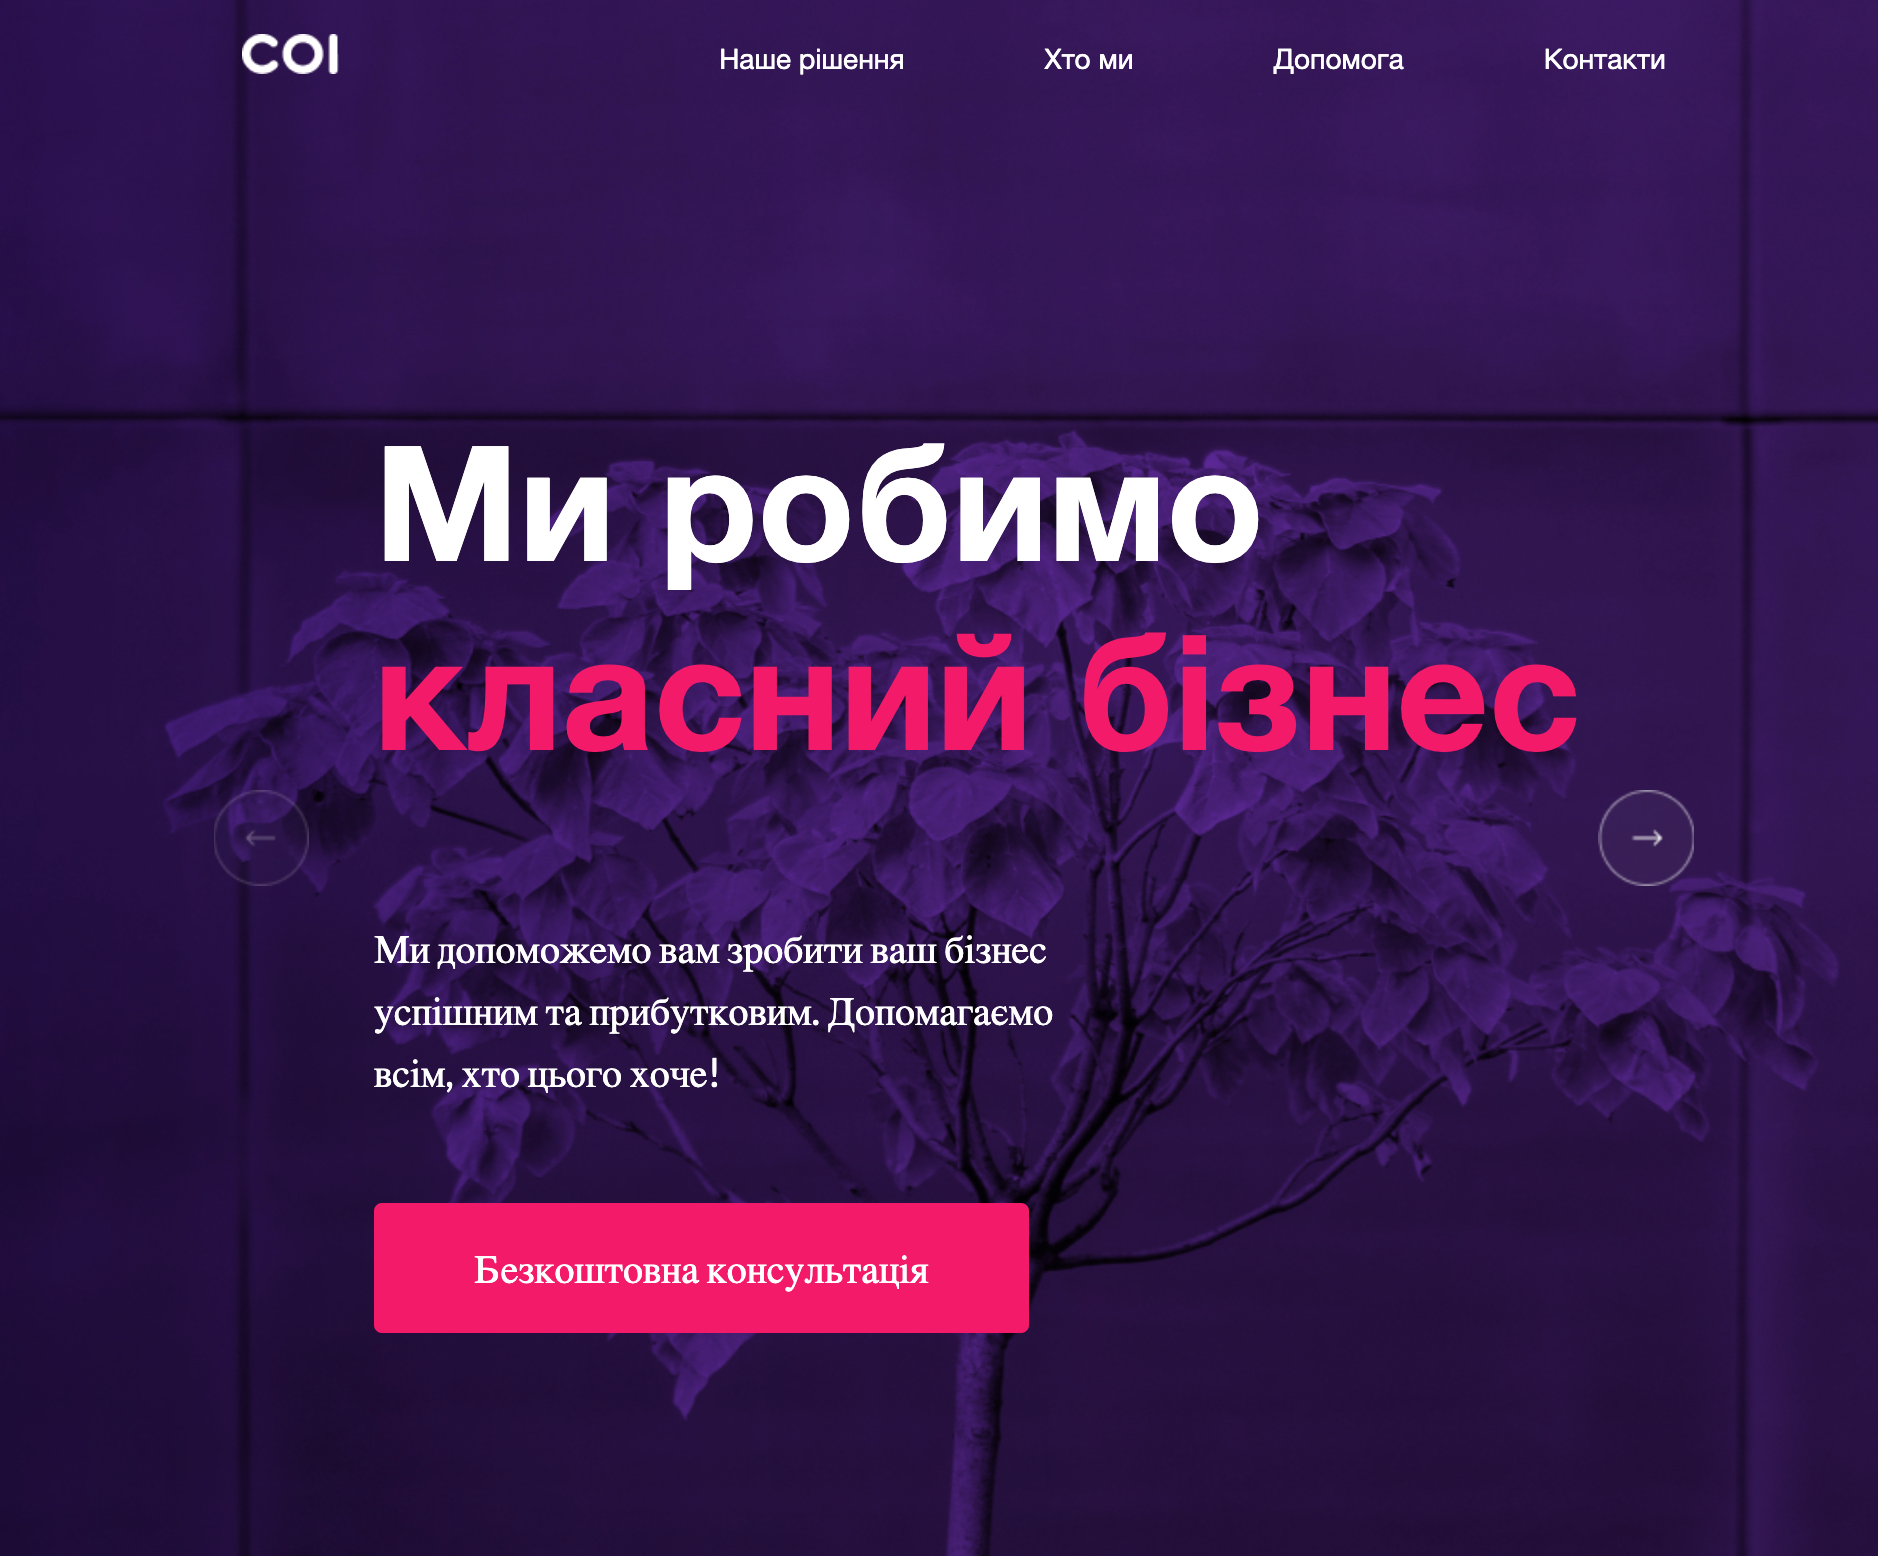 COI
Наше рішення
Хто ми
Допомога
Контакти
Ми робимо
класний бізнес
Ми допоможемо вам зробити ваш бізнес
успішним та прибутковим. Допомагаємо
всім, хто цього хоче!
Безкоштовна консультація